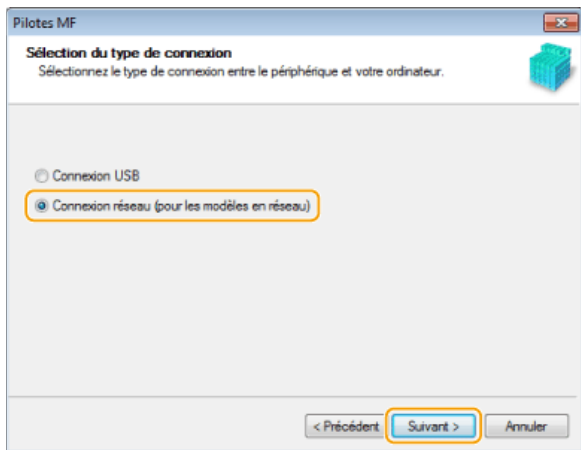 Pilotes MF
Sélection du type de connexion
Sélectionnez le type de connexion entre le périphérique et votre ordinateur.
Connexion USB
Connexion réseau (pour les modèles en réseau)
< Précédent Suivant > Annuler